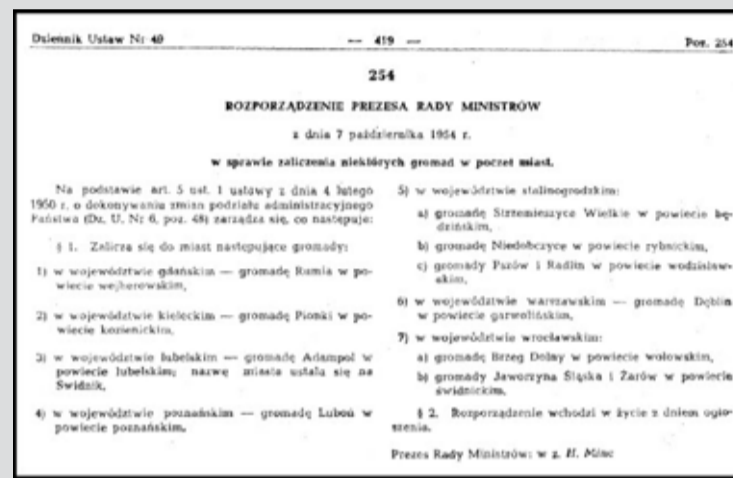 Dziennik Ustaw Nr 49
— 419 —
Poz. 254
254
ROZPORZĄDZENIE PREZESA RADY MINISTRÓW
z dnia 7 października 1954 r.
w sprawie zaliczenia niektórych gromad w poczet miast.
Na podstawie art. 5 ust. 1 ustawy z dnia 4 lutego
1950 r. o dokonywaniu zmian podziału administracyjnego
Państwa (Dz. U. Nr 6, poz. 48) zarządza się, co następuje:
§ 1. Zalicza się do miast następujące gromady:
1) w województwie gdańskim — gromadę Rumia w po-
wiecie wejherowskim,
2) w województwie kieleckim — gromadę Pionki w po-
wiecie kozienickim,
3) w województwie lubelskim — gromadę Adampol w
powiecie lubelskim; nazwę miasta ustala się na
Świdnik,
4) w województwie poznańskim — gromadę Luboń w
powiecie poznańskim,
5) w województwie stalinogrodzkim:
a) gromadę Strzemieszyce Wielkie w powiecie bę-
dzińskim,
b) gromadę Niedobczyce w powiecie rybnickim,
c) gromady Pszów i Radlin w powiecie wodzisław-
skim,
6) w województwie warszawskim — gromadę Dęblin
w powiecie garwolińskim,
7) w województwie wrocławskim:
a) gromadę Brzeg Dolny w powiecie wołowskim,
b) gromady Jaworzyna Śląska i Żarów w powiecie
świdnickim.
§ 2. Rozporządzenie wchodzi w życie z dniem ogło-
szenia.
Prezes Rady Ministrów: w z. H. Minc